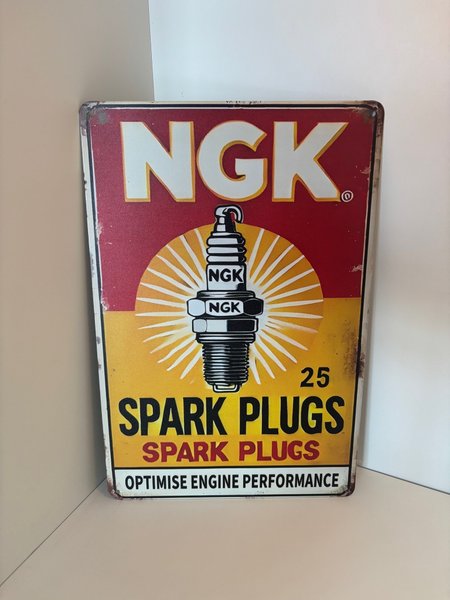 NGK
NGK
NGK
25
SPARK PLUGS
SPARK PLUGS
OPTIMISE ENGINE PERFORMANCE